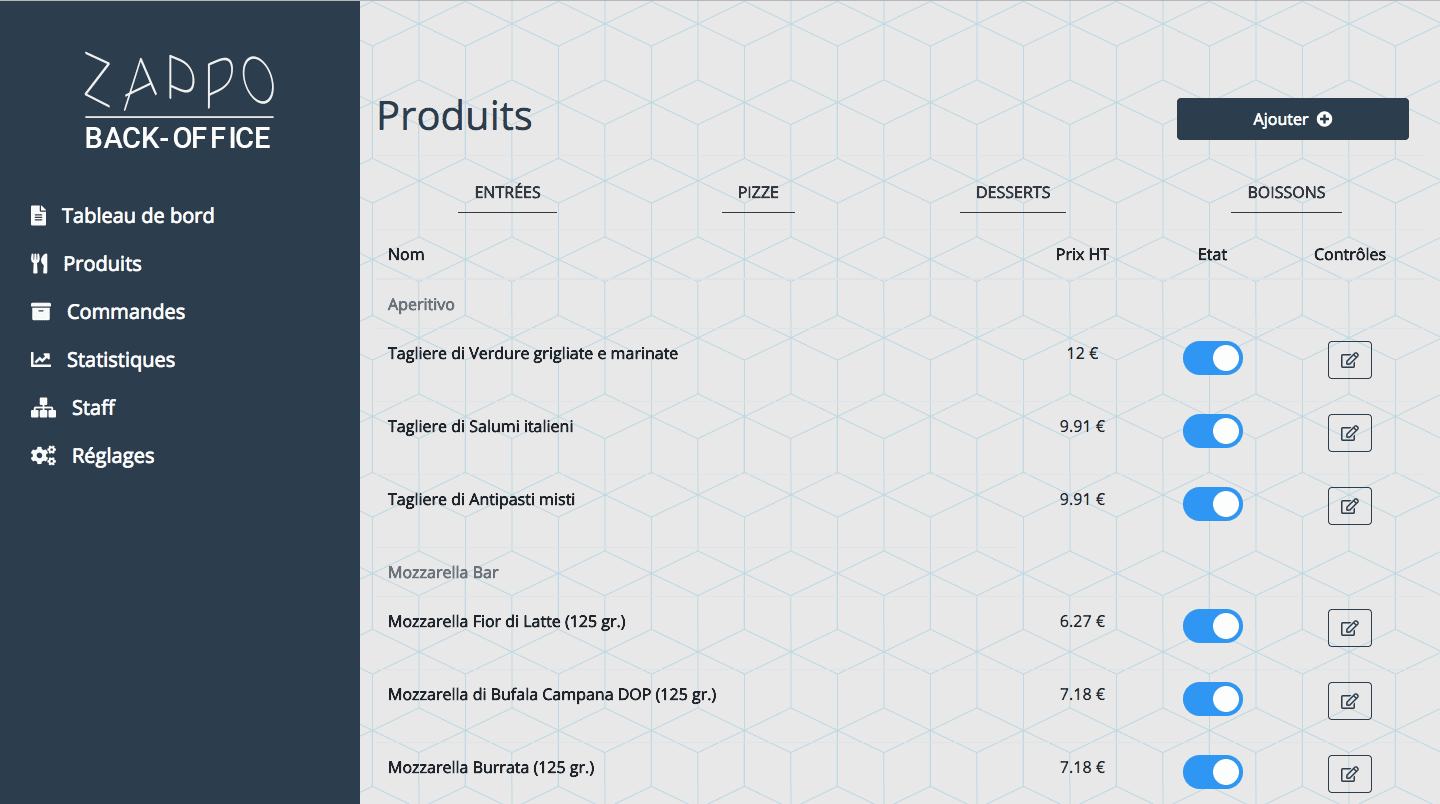 ZAPPO
BACK-OFFICE
Tableau de bord
Produits
Commandes
Statistiques
Staff
Réglages
Produits
Ajouter
ENTRÉES PIZZE DESSERTS BOISSONS
Nom Prix HT Etat Contrôles
Aperitivo
Tagliere di Verdure grigliate e marinate 12 €
Tagliere di Salumi italieni 9.91 €
Tagliere di Antipasti misti 9.91 €
Mozzarella Bar
Mozzarella Fior di Latte (125 gr.) 6.27 €
Mozzarella di Bufala Campana DOP (125 gr.) 7.18 €
Mozzarella Burrata (125 gr.) 7.18 €